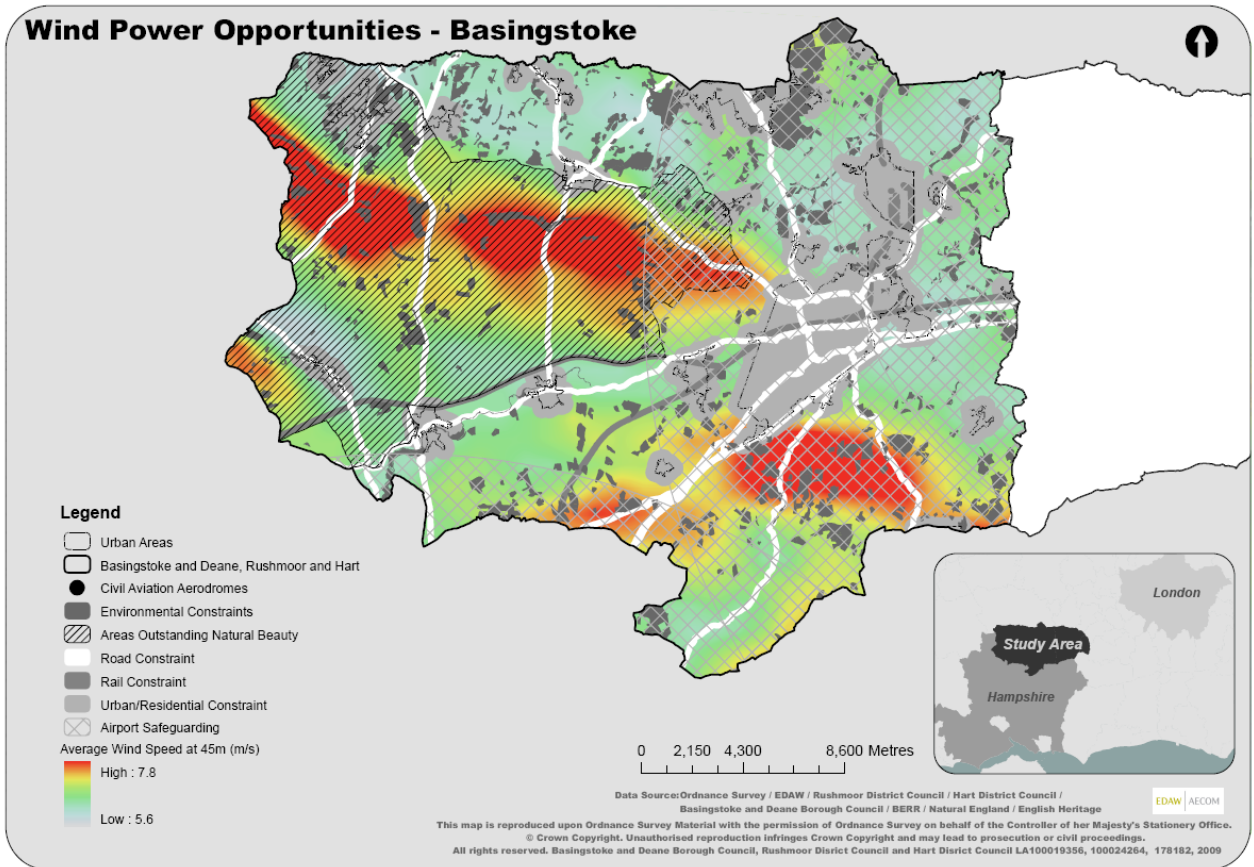 Wind Power Opportunities - Basingstoke
Legend
Urban Areas
Basingstoke and Deane, Rushmoor and Hart
Civil Aviation Aerodromes
Environmental Constraints
Areas Outstanding Natural Beauty
Road Constraint
Rail Constraint
Urban/Residential Constraint
Airport Safeguarding
Average Wind Speed at 45m (m/s)
High : 7.8
Low : 5.6
0 2,150 4,300 8,600 Metres
London
Study Area
Hampshire
Data Source:Ordnance Survey / EDAW / Rushmoor District Council / Hart District Council /
Basingstoke and Deane Borough Council / BERR / Natural England / English Heritage
EDAW AECOM
This map is reproduced upon Ordnance Survey Material with the permission of Ordnance Survey on behalf of the Controller of her Majesty's Stationery Office.
© Crown Copyright. Unauthorised reproduction infringes Crown Copyright and may lead to prosecution or civil proceedings.
All rights reserved. Basingstoke and Deane Borough Council, Rushmoor Disrict Council and Hart Disrict Council LA100019356, 100024264, 178182, 2009